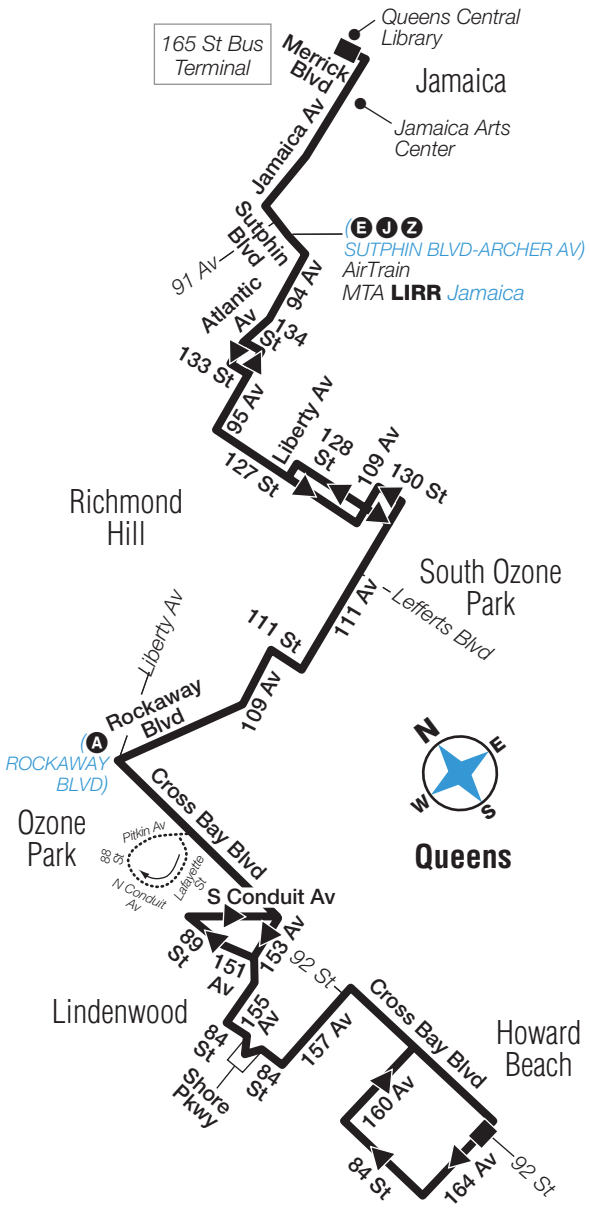 Queens Central
Library
165 St Bus
Terminal
Merrick
Blvd
Jamaica
Jamaica Av
Jamaica Arts
Center
Sutphin
Blvd
91 Av
(E J Z
SUTPHIN BLVD-ARCHER AV)
AirTrain
MTA LIRR Jamaica
94 Av
Atlantic
Av
134
St
133 St
95 Av
Liberty Av
128
St
109 Av
130 St
127 St
Richmond
Hill
South Ozone
Park
111 Av
Lefferts Blvd
111 St
109 Av
Liberty Av
Rockaway
Blvd
(A
ROCKAWAY
BLVD)
N
E
W
S
Queens
Cross Bay Blvd
Ozone
Park
Pitkin Av
88
St
Lafayette
St
N Conduit
Av
S Conduit Av
89
St
151
Av
153 Av
92 St
Lindenwood
155
Av
84
St
84
St
Shore
Pkwy
157 Av
Cross Bay Blvd
Howard
Beach
160 Av
84 St
164 Av
92 St